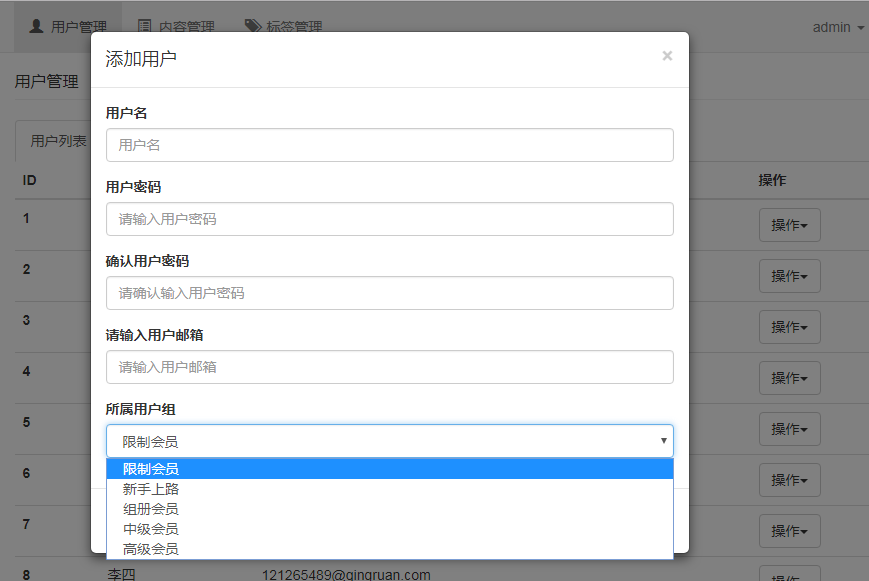 用户管理 内容管理 标签管理 admin
添加用户 ×
用户管理
用户名
用户名
用户列表
ID 操作
用户密码
1 请输入用户密码 操作
确认用户密码
2 请确认输入用户密码 操作
3 请输入用户邮箱 操作
4 请输入用户邮箱 操作
所属用户组
5 限制会员 操作
6 限制会员 操作
新手上路
组册会员
7 中级会员 操作
高级会员
8 李四 121265489@qingruan.com 操作